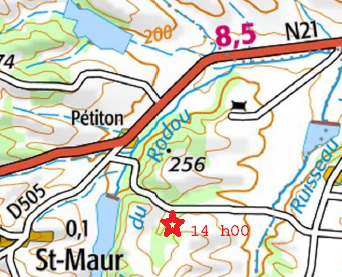 200
8,5
N21
74
Pétiton
Rodou
256
du
D505
Ruisseau
0,1
14 h00
St-Maur